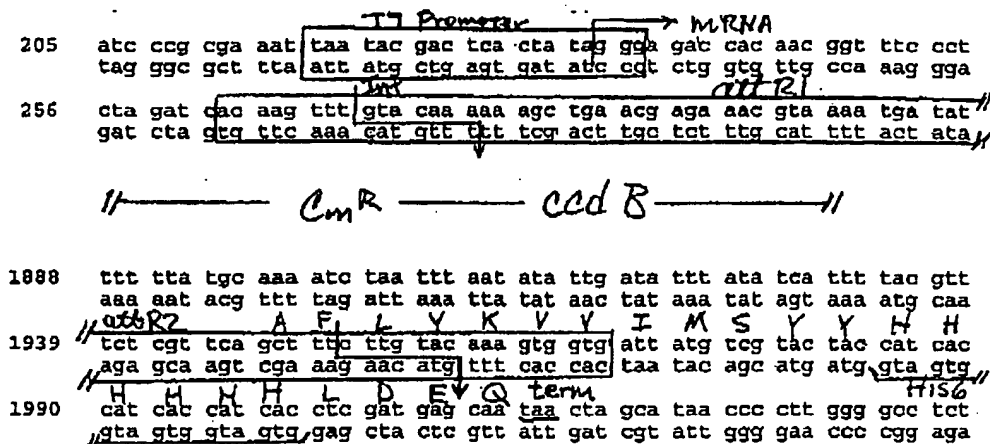 T7 Promoter mRNA
205 atc ccg cga aat taa tac gac tca cta tag gga gac cac aac ggt ttc cct
tag ggc gct tta att atg ctg agt gat atc cct ctg gtg ttg cca aag gga
Int attR1
256 cta gat cac aag ttt gta caa aaa agc tga acg aga aac gta aaa tga tat
gat cta gtg ttc aaa cat gtt ttt tcg act tgc tct ttg cat ttt act ata
CmR ccdB
1888 ttt tta tgc aaa atc taa ttt aat ata ttg ata ttt ata tca ttt tac gtt
aaa aat acg ttt tag att aaa tta tat aac tat aaa tat agt aaa atg caa
attR2 A F L Y K V V I M S Y Y H H
1939 tct cgt tca gct ttc ttg tac aaa gtg gtg att atg tcg tac tac cat cac
aga gca agt cga aag aac atg ttt cac cac taa tac agc atg atg gta gtg
His6
H H H H L D E Q term
1990 cat cac cat cac ctc gat gag caa taa cta gca taa ccc ctt ggg gcc tct
gta gtg gta gtg gag cta ctc gtt att gat cgt att ggg gaa ccc cgg aga